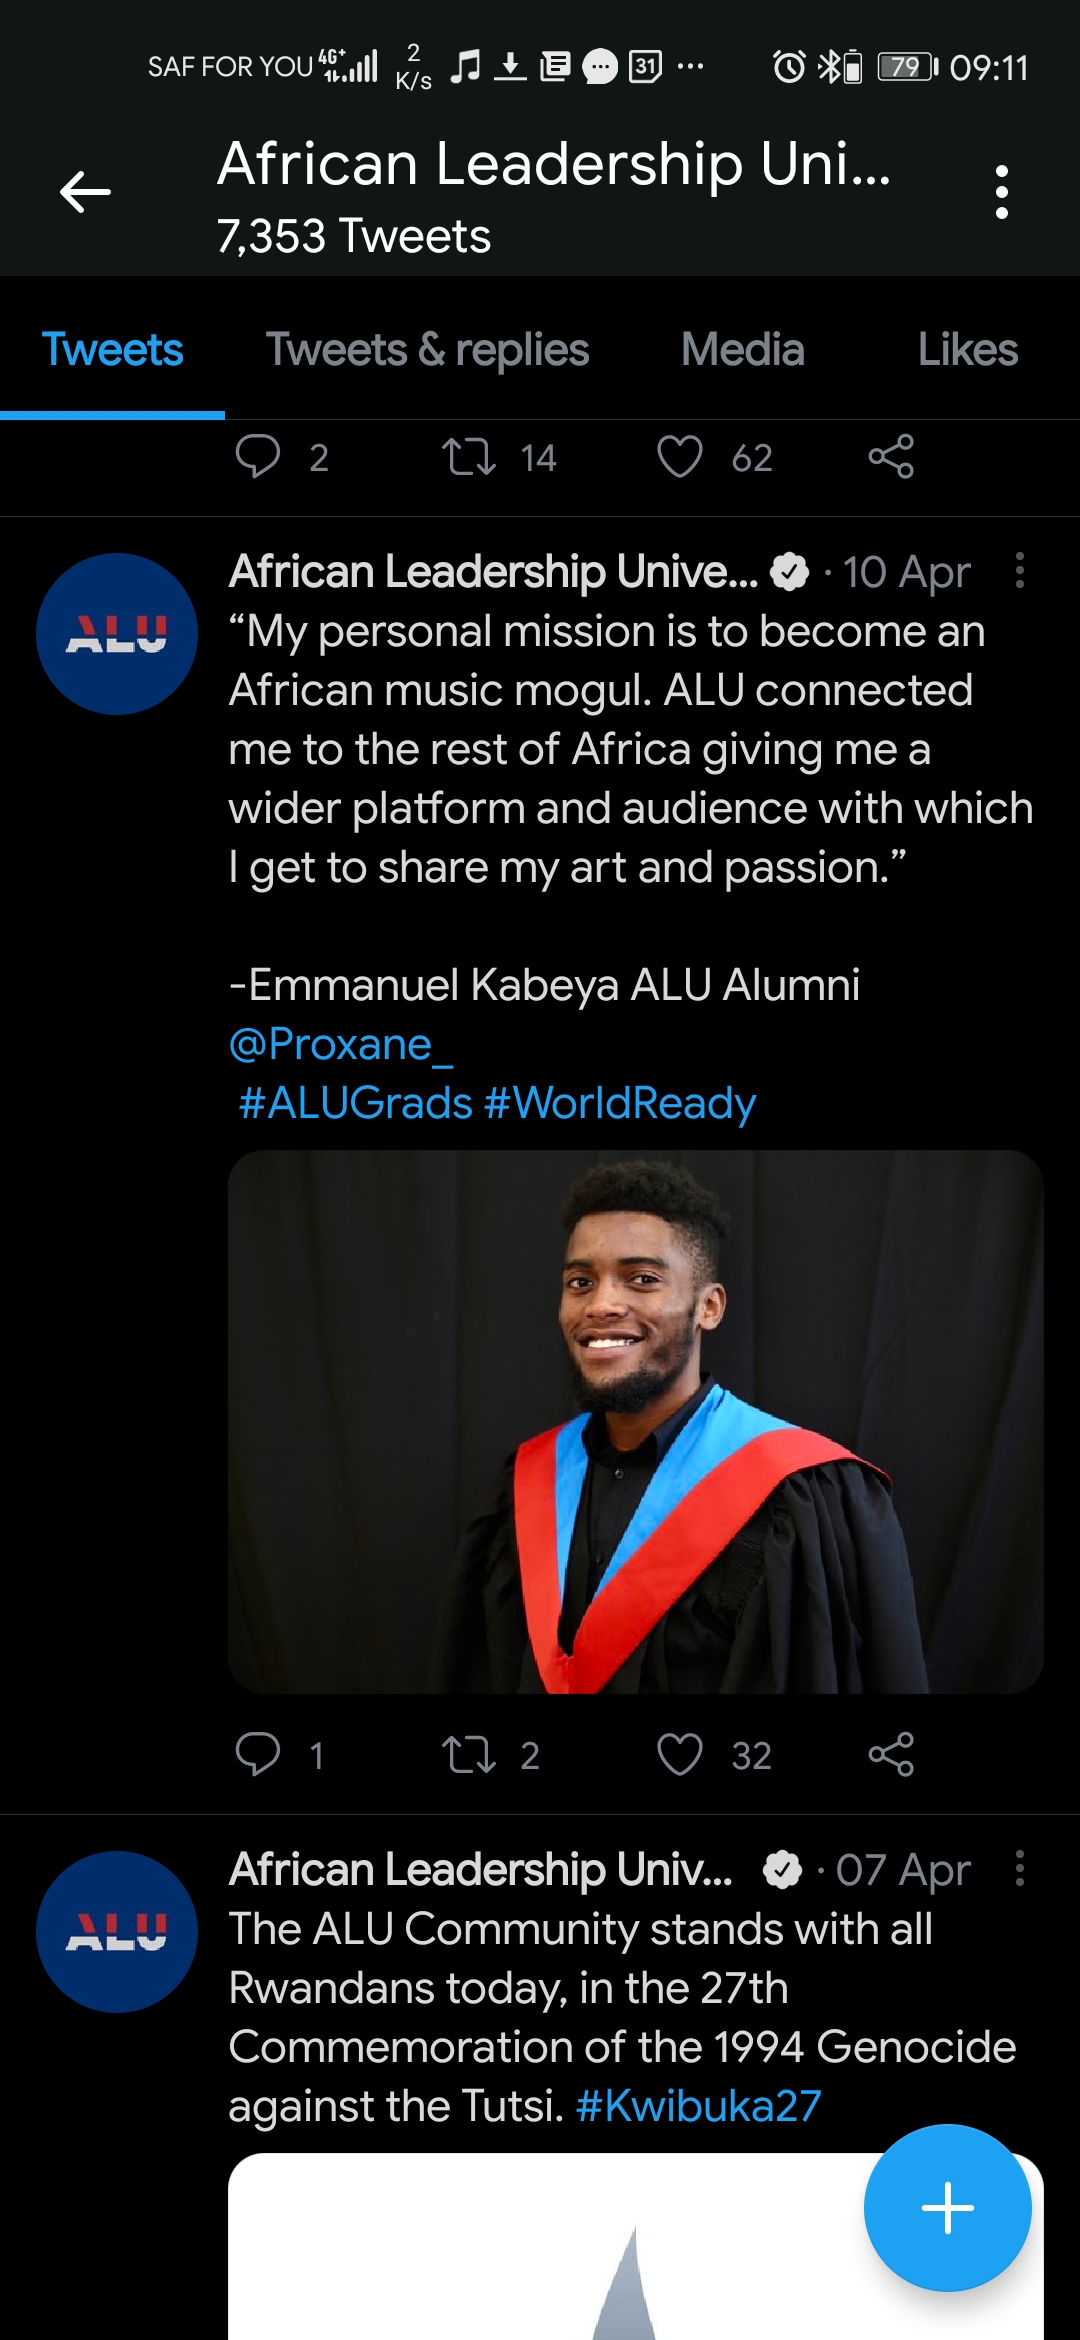 SAF FOR YOU 4G+ 2 K/s 31 ... 79 09:11
African Leadership Uni...
7,353 Tweets
Tweets Tweets & replies Media Likes
2 14 62
African Leadership Unive... · 10 Apr
ALU
“My personal mission is to become an
African music mogul. ALU connected
me to the rest of Africa giving me a
wider platform and audience with which
I get to share my art and passion.”
-Emmanuel Kabeya ALU Alumni
@Proxane_
#ALUGrads #WorldReady
1 2 32
African Leadership Univ... · 07 Apr
ALU
The ALU Community stands with all
Rwandans today, in the 27th
Commemoration of the 1994 Genocide
against the Tutsi. #Kwibuka27